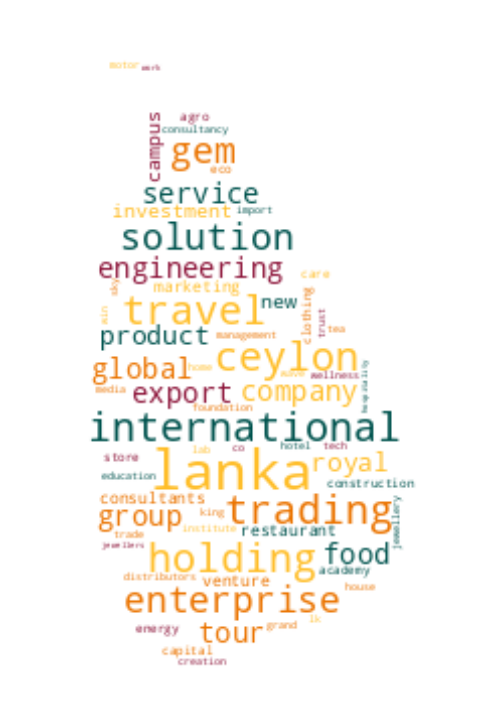 motor work
campus agro
consultancy
gem
eco
service
investment import
solution
engineering
care
sky marketing
travel new clothing
win trust
product management tea
ceylon
global home
wave wellness hospitality
media export company
foundation
international
lab co hotel tech
store
lanka royal
education construction
consultants
group king trading jewellery
trade institute restaurant
jewellers
holding food
academy
distributors venture
house
enterprise
lk
energy tour grand
capital
creation